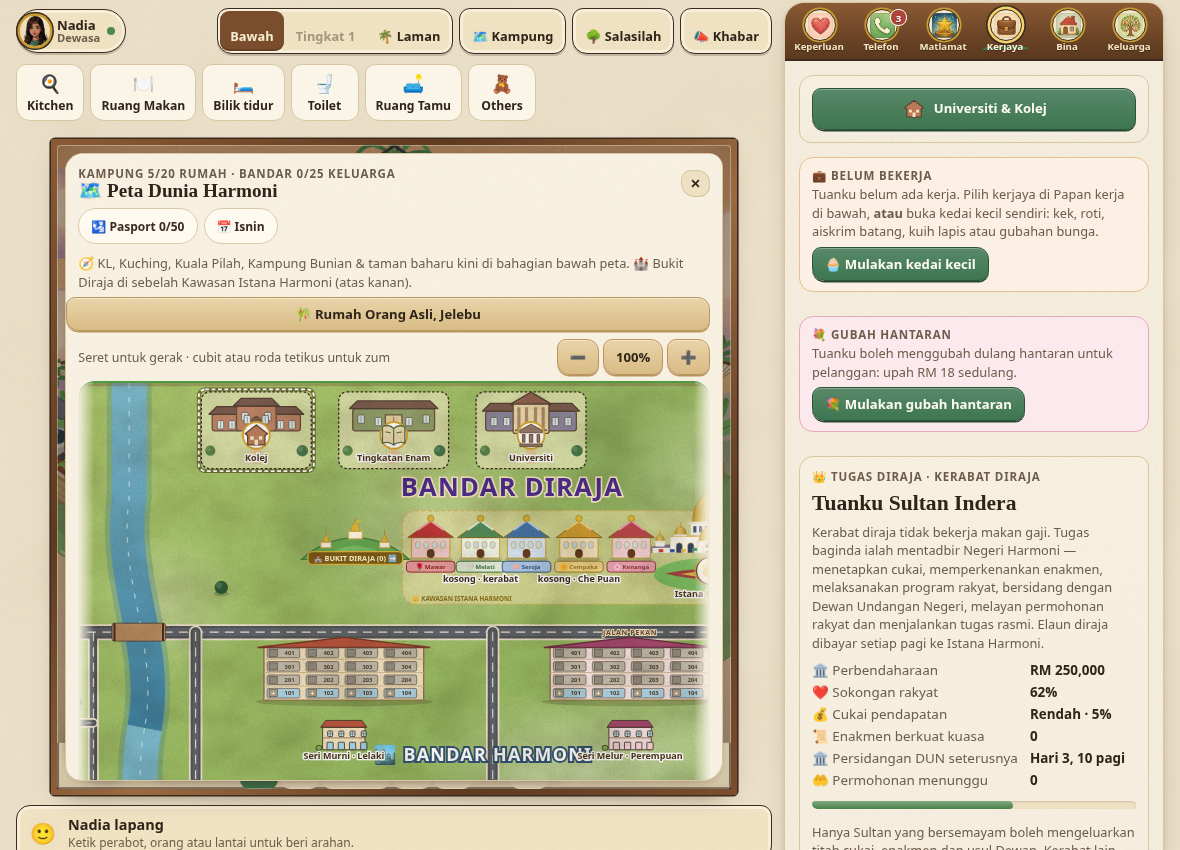 Nadia
Dewasa
Bawah
Tingkat 1
Laman
Kampung
Salasilah
Khabar
Kitchen
Ruang Makan
Bilik tidur
Toilet
Ruang Tamu
Others
KAMPUNG 5/20 RUMAH · BANDAR 0/25 KELUARGA
Peta Dunia Harmoni
Pasport 0/50
Isnin
KL, Kuching, Kuala Pilah, Kampung Bunian & taman baharu kini di bahagian bawah peta. Bukit
Diraja di sebelah Kawasan Istana Harmoni (atas kanan).
Rumah Orang Asli, Jelebu
Seret untuk gerak · cubit atau roda tetikus untuk zum
100%
Kolej
Tingkatan Enam
Universiti
BANDAR DIRAJA
BUKIT DIRAJA (0)
Mawar
Melati
Seroja
Cempaka
Kenanga
kosong · kerabat
kosong · Che Puan
Istana
KAWASAN ISTANA HARMONI
JALAN PEKAN
401 402 403 404
301 302 303 304
201 202 203 204
101 102 103 104
401 402 403 404
301 302 303 304
201 202 203 204
101 102 103 104
Seri Murni · Lelaki
BANDAR HARMONI
Seri Melur · Perempuan
Nadia lapang
Ketik perabot, orang atau lantai untuk beri arahan.
Keperluan
3
Telefon
Matlamat
Kerjaya
Bina
Keluarga
Universiti & Kolej
BELUM BEKERJA
Tuanku belum ada kerja. Pilih kerjaya di Papan kerja
di bawah, atau buka kedai kecil sendiri: kek, roti,
aiskrim batang, kuih lapis atau gubahan bunga.
Mulakan kedai kecil
GUBAH HANTARAN
Tuanku boleh menggubah dulang hantaran untuk
pelanggan: upah RM 18 sedulang.
Mulakan gubah hantaran
TUGAS DIRAJA · KERABAT DIRAJA
Tuanku Sultan Indera
Kerabat diraja tidak bekerja makan gaji. Tugas
baginda ialah mentadbir Negeri Harmoni —
menetapkan cukai, memperkenankan enakmen,
melaksanakan program rakyat, bersidang dengan
Dewan Undangan Negeri, melayan permohonan
rakyat dan menjalankan tugas rasmi. Elaun diraja
dibayar setiap pagi ke Istana Harmoni.
Perbendaharaan RM 250,000
Sokongan rakyat 62%
Cukai pendapatan Rendah · 5%
Enakmen berkuat kuasa 0
Persidangan DUN seterusnya Hari 3, 10 pagi
Permohonan menunggu 0
Hanya Sultan yang bersemayam boleh mengeluarkan
titah cukai, enakmen dan usul Dewan. Kerabat lain